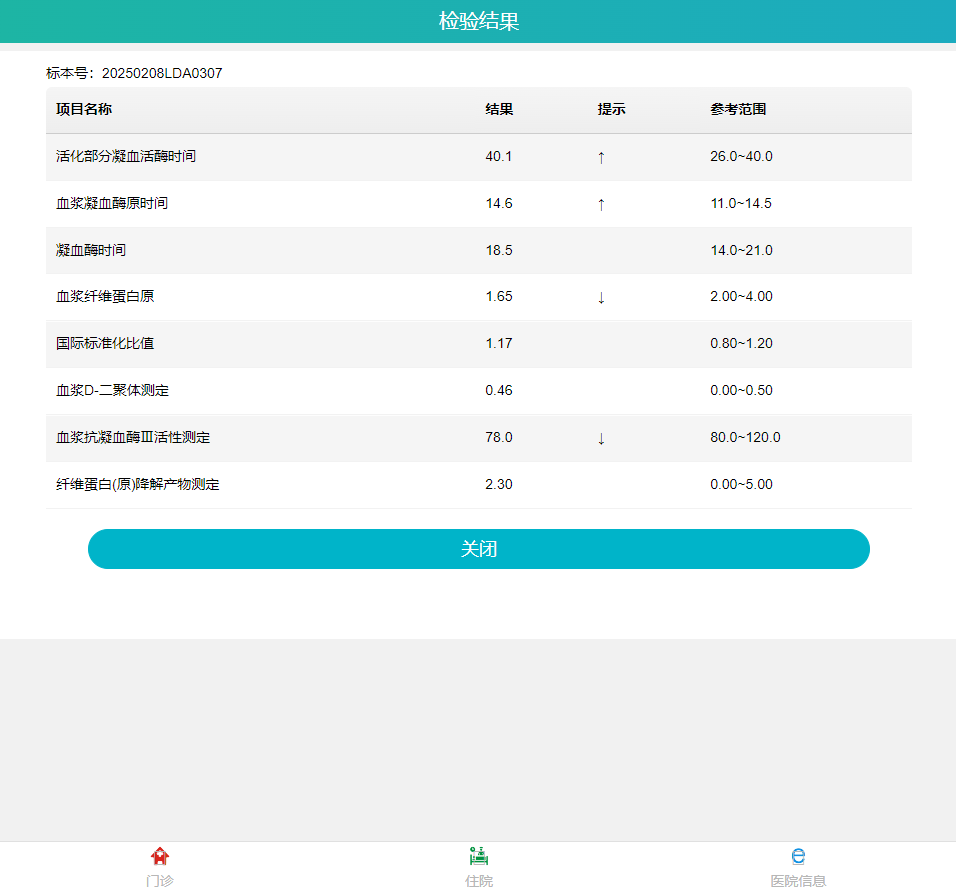 检验结果
标本号：20250208LDA0307
项目名称 结果 提示 参考范围
活化部分凝血活酶时间 40.1 ↑ 26.0~40.0
血浆凝血酶原时间 14.6 ↑ 11.0~14.5
凝血酶时间 18.5 14.0~21.0
血浆纤维蛋白原 1.65 ↓ 2.00~4.00
国际标准化比值 1.17 0.80~1.20
血浆D-二聚体测定 0.46 0.00~0.50
血浆抗凝血酶Ⅲ活性测定 78.0 ↓ 80.0~120.0
纤维蛋白(原)降解产物测定 2.30 0.00~5.00
关闭
门诊 住院 医院信息